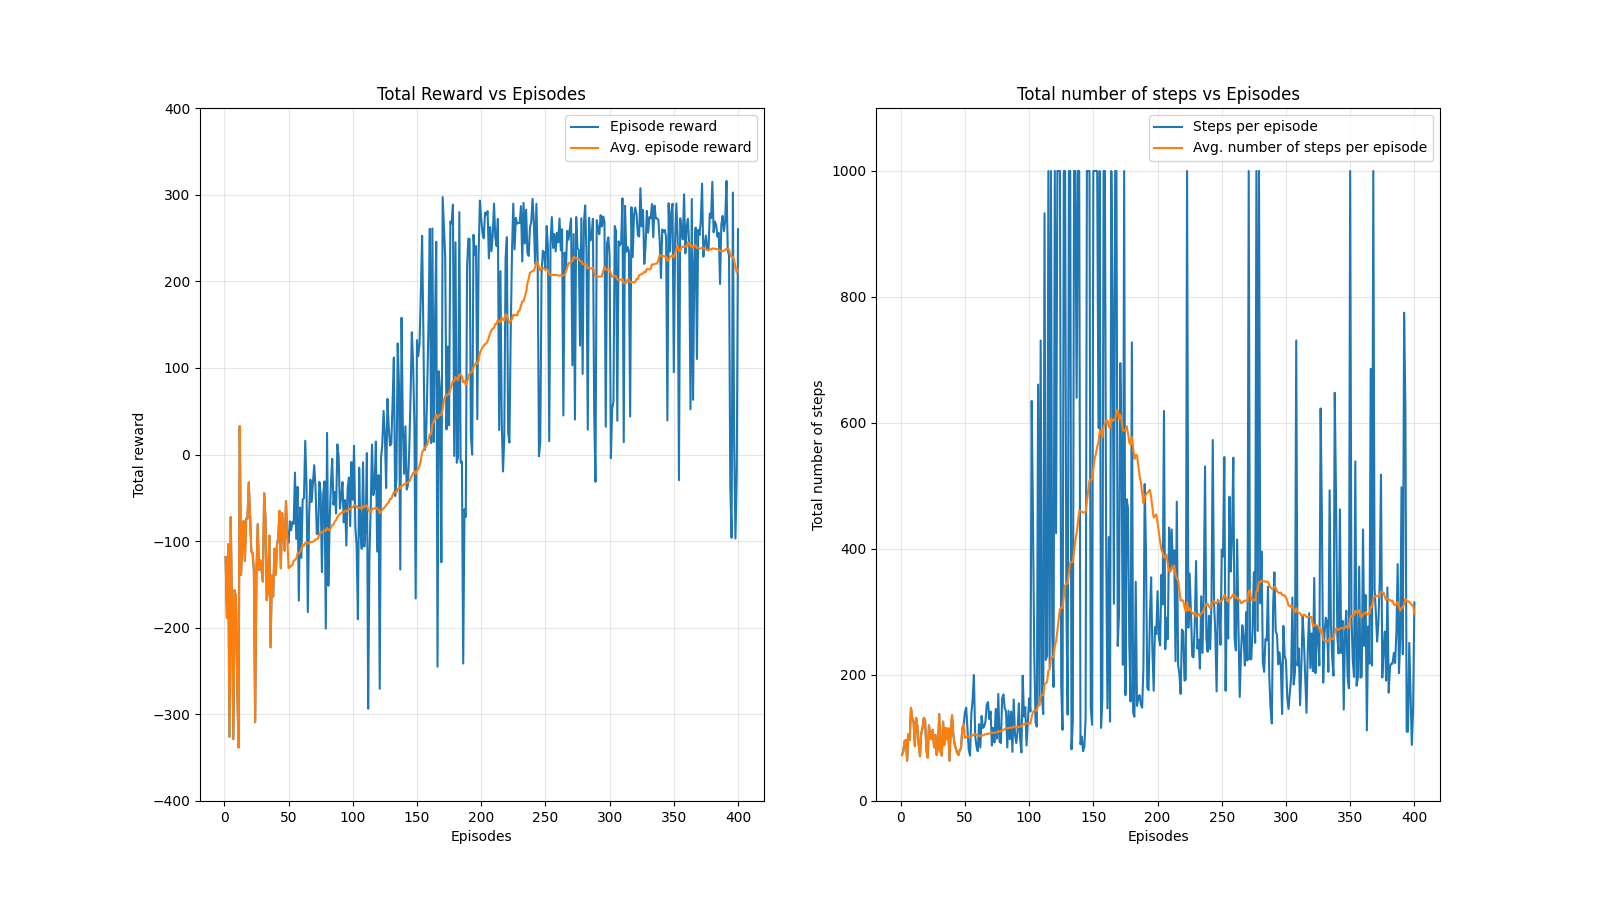 Total Reward vs Episodes
Episode reward
Avg. episode reward
400
300
200
100
0
−100
−200
−300
−400
Total reward
0 50 100 150 200 250 300 350 400
Episodes
Total number of steps vs Episodes
Steps per episode
Avg. number of steps per episode
1000
800
600
400
200
0
Total number of steps
0 50 100 150 200 250 300 350 400
Episodes